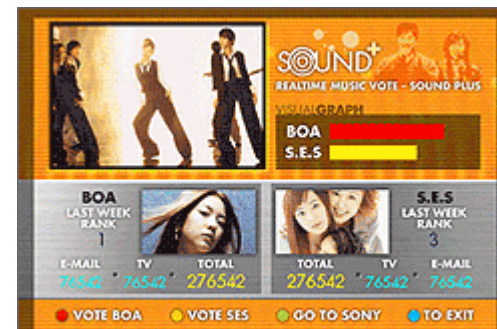 SOUND+
REALTIME MUSIC VOTE - SOUND PLUS
VISUALGRAPH
BOA
S.E.S
BOA
LAST WEEK
RANK
1
E-MAIL TV TOTAL
76542 76542 276542
S.E.S
LAST WEEK
RANK
3
TOTAL TV E-MAIL
276542 76542 76542
VOTE BOA VOTE SES GO TO SONY TO EXIT